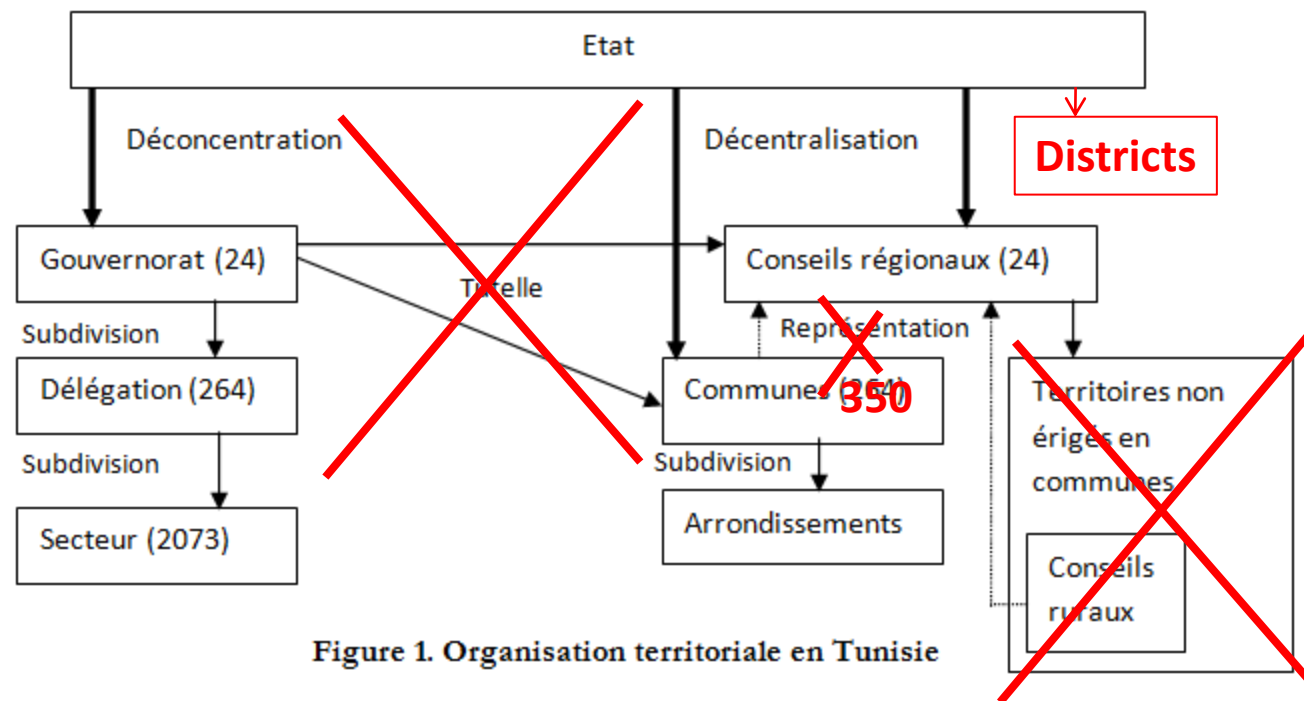 Etat
Déconcentration
Décentralisation
Districts
Gouvernorat (24)
Conseils régionaux (24)
Tutelle
Subdivision
Représentation
Délégation (264)
Communes (264)
350
Territoires non
érigés en
communes
Subdivision
Subdivision
Secteur (2073)
Arrondissements
Conseils
ruraux
Figure 1. Organisation territoriale en Tunisie